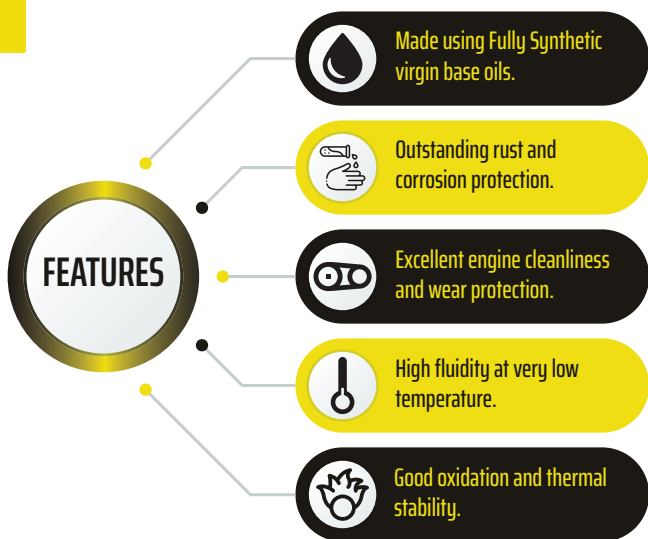 FEATURES
Made using Fully Synthetic
virgin base oils.
Outstanding rust and
corrosion protection.
Excellent engine cleanliness
and wear protection.
High fluidity at very low
temperature.
Good oxidation and thermal
stability.